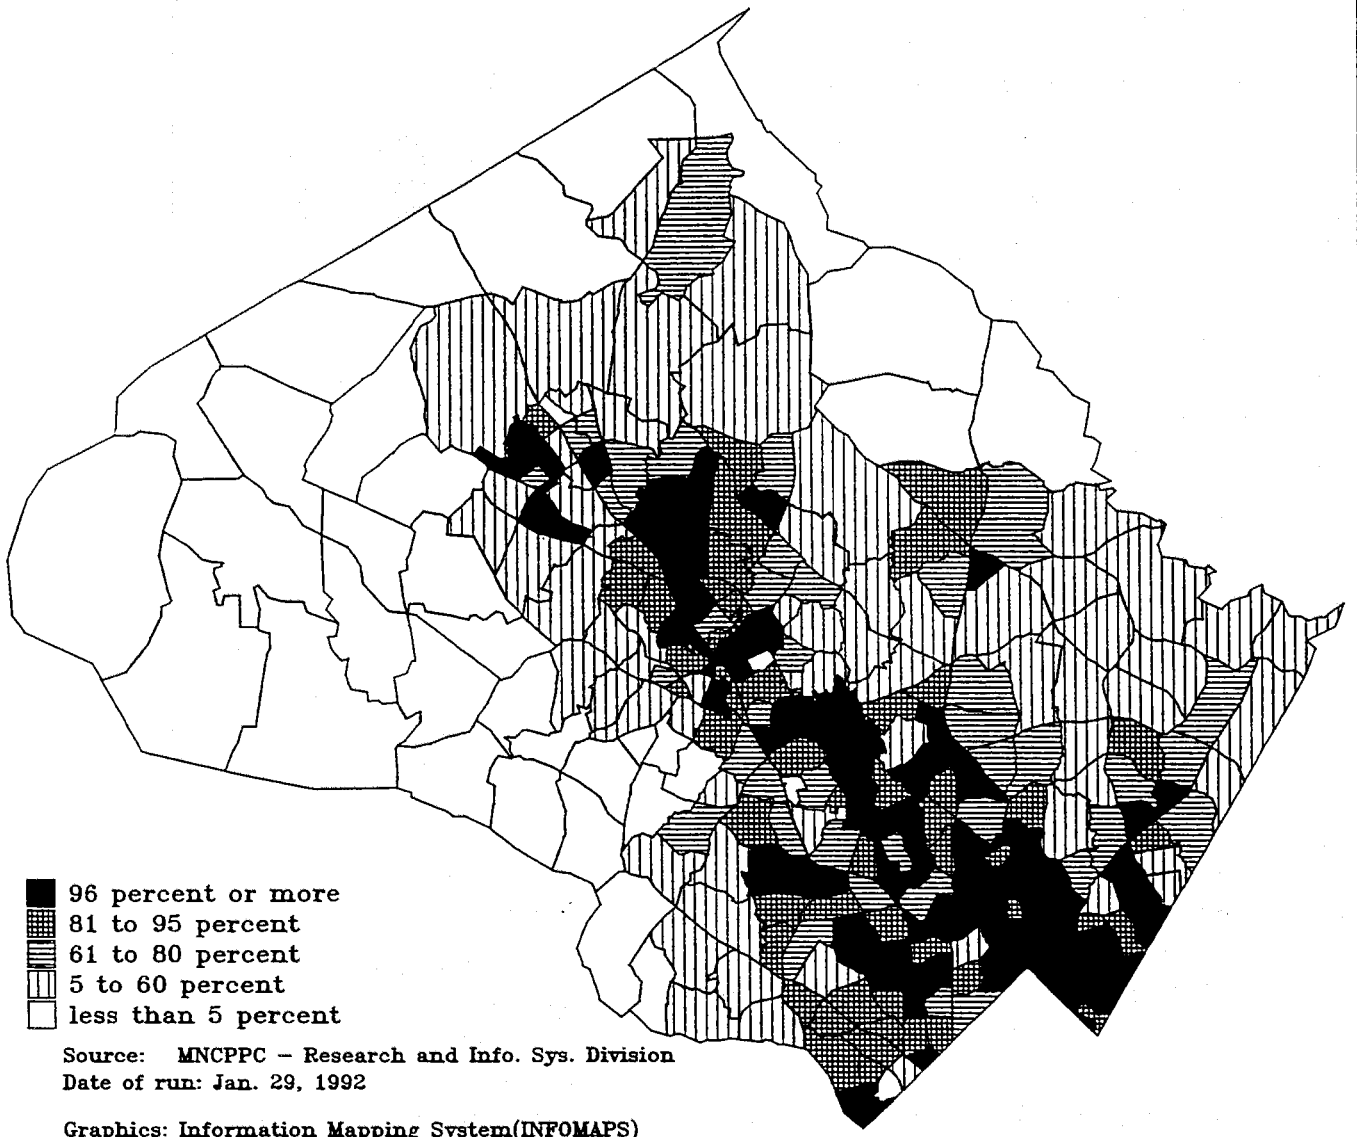 96 percent or more
81 to 95 percent
61 to 80 percent
5 to 60 percent
less than 5 percent
Source: MNCPPC – Research and Info. Sys. Division
Date of run: Jan. 29, 1992
Graphics: Information Mapping System(INFOMAPS)